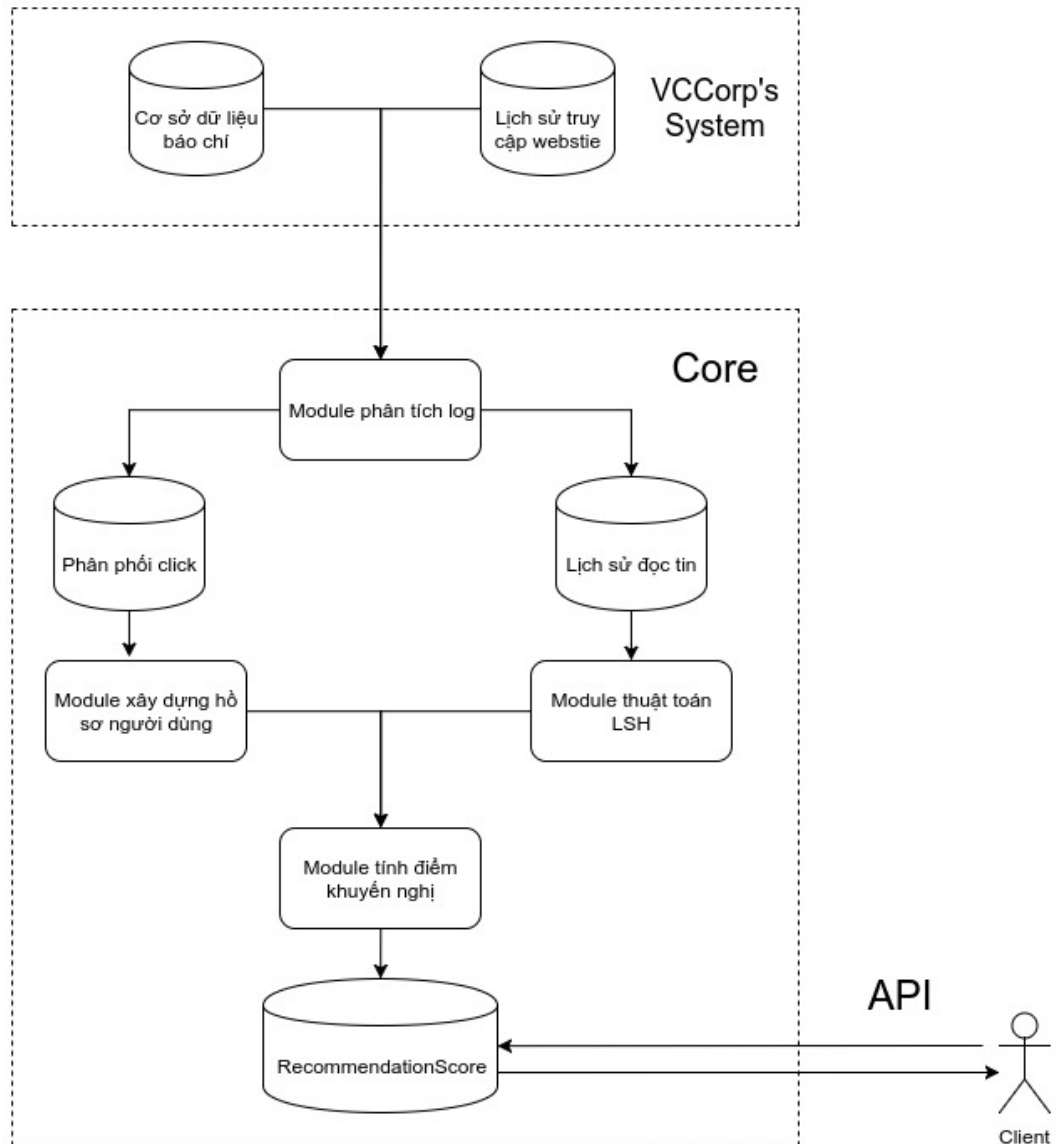 Cơ sở dữ liệu
báo chí
Lịch sử truy
cập webstie
VCCorp's
System
Core
Module phân tích log
Phân phối click
Lịch sử đọc tin
Module xây dựng hồ
sơ người dùng
Module thuật toán
LSH
Module tính điểm
khuyến nghị
API
RecommendationScore
Client